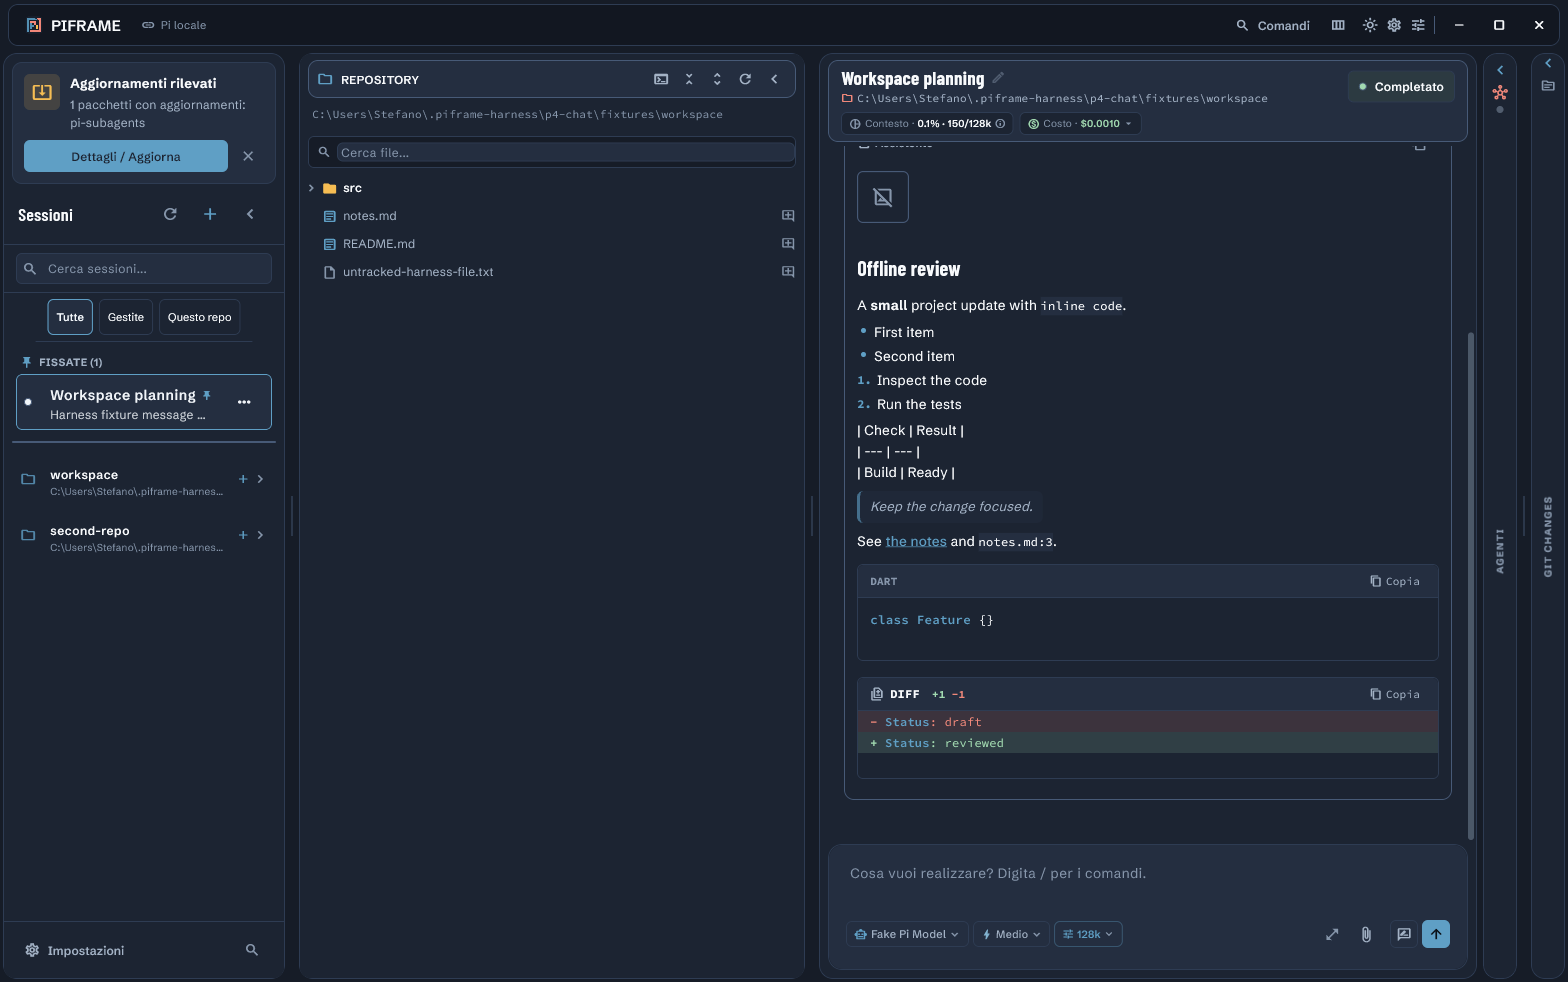 PIFRAME
Pi locale
Comandi
Aggiornamenti rilevati
1 pacchetti con aggiornamenti:
pi-subagents
Dettagli / Aggiorna
Sessioni
Cerca sessioni...
Tutte
Gestite
Questo repo
FISSATE (1)
Workspace planning
Harness fixture message ...
workspace
C:\Users\Stefano\.piframe-harnes...
second-repo
C:\Users\Stefano\.piframe-harnes...
Impostazioni
REPOSITORY
C:\Users\Stefano\.piframe-harness\p4-chat\fixtures\workspace
Cerca file...
src
notes.md
README.md
untracked-harness-file.txt
Workspace planning
C:\Users\Stefano\.piframe-harness\p4-chat\fixtures\workspace
Completato
Contesto · 0.1% · 150/128k
Costo · $0.0010
Offline review
A small project update with inline code.
• First item
• Second item
1. Inspect the code
2. Run the tests
| Check | Result |
| --- | --- |
| Build | Ready |
Keep the change focused.
See the notes and notes.md:3.
DART
Copia
class Feature {}
DIFF +1 −1
Copia
− Status: draft
+ Status: reviewed
Cosa vuoi realizzare? Digita / per i comandi.
Fake Pi Model
Medio
128k
AGENTI
GIT CHANGES